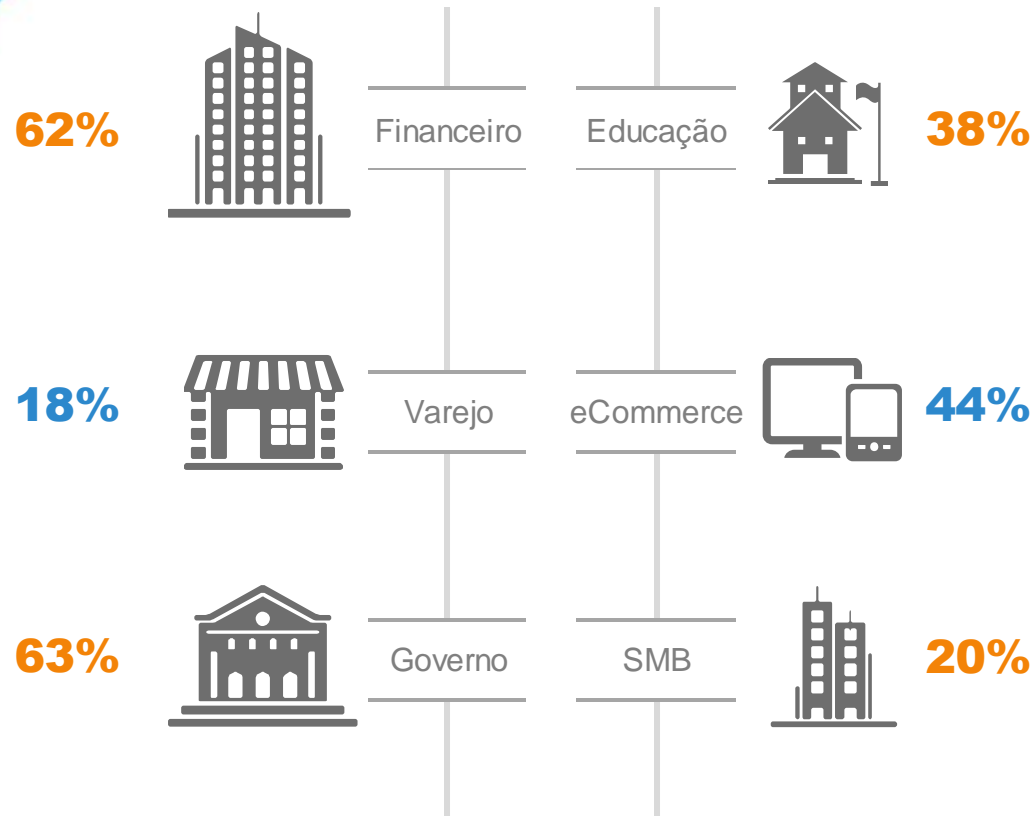 62%
Financeiro
Educação
38%
18%
Varejo
eCommerce
44%
63%
Governo
SMB
20%